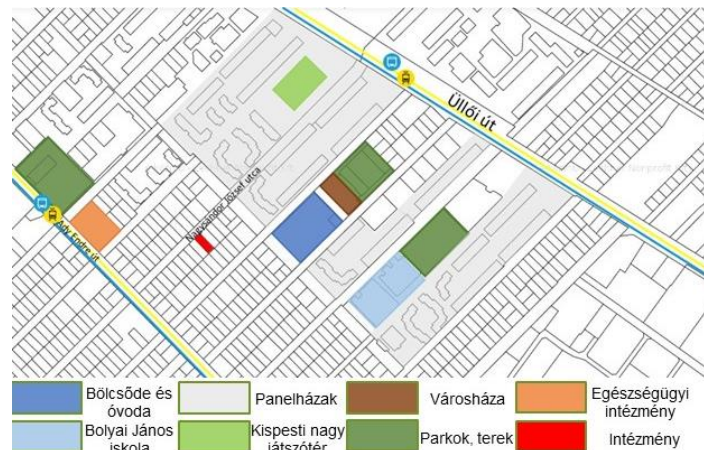 Üllői út
Nagysándor József utca
Ady Endre út
Bölcsőde és
óvoda
Panelházak
Városháza
Egészségügyi
intézmény
Bolyai János
iskola
Kispesti nagy
játszótér
Parkok, terek
Intézmény